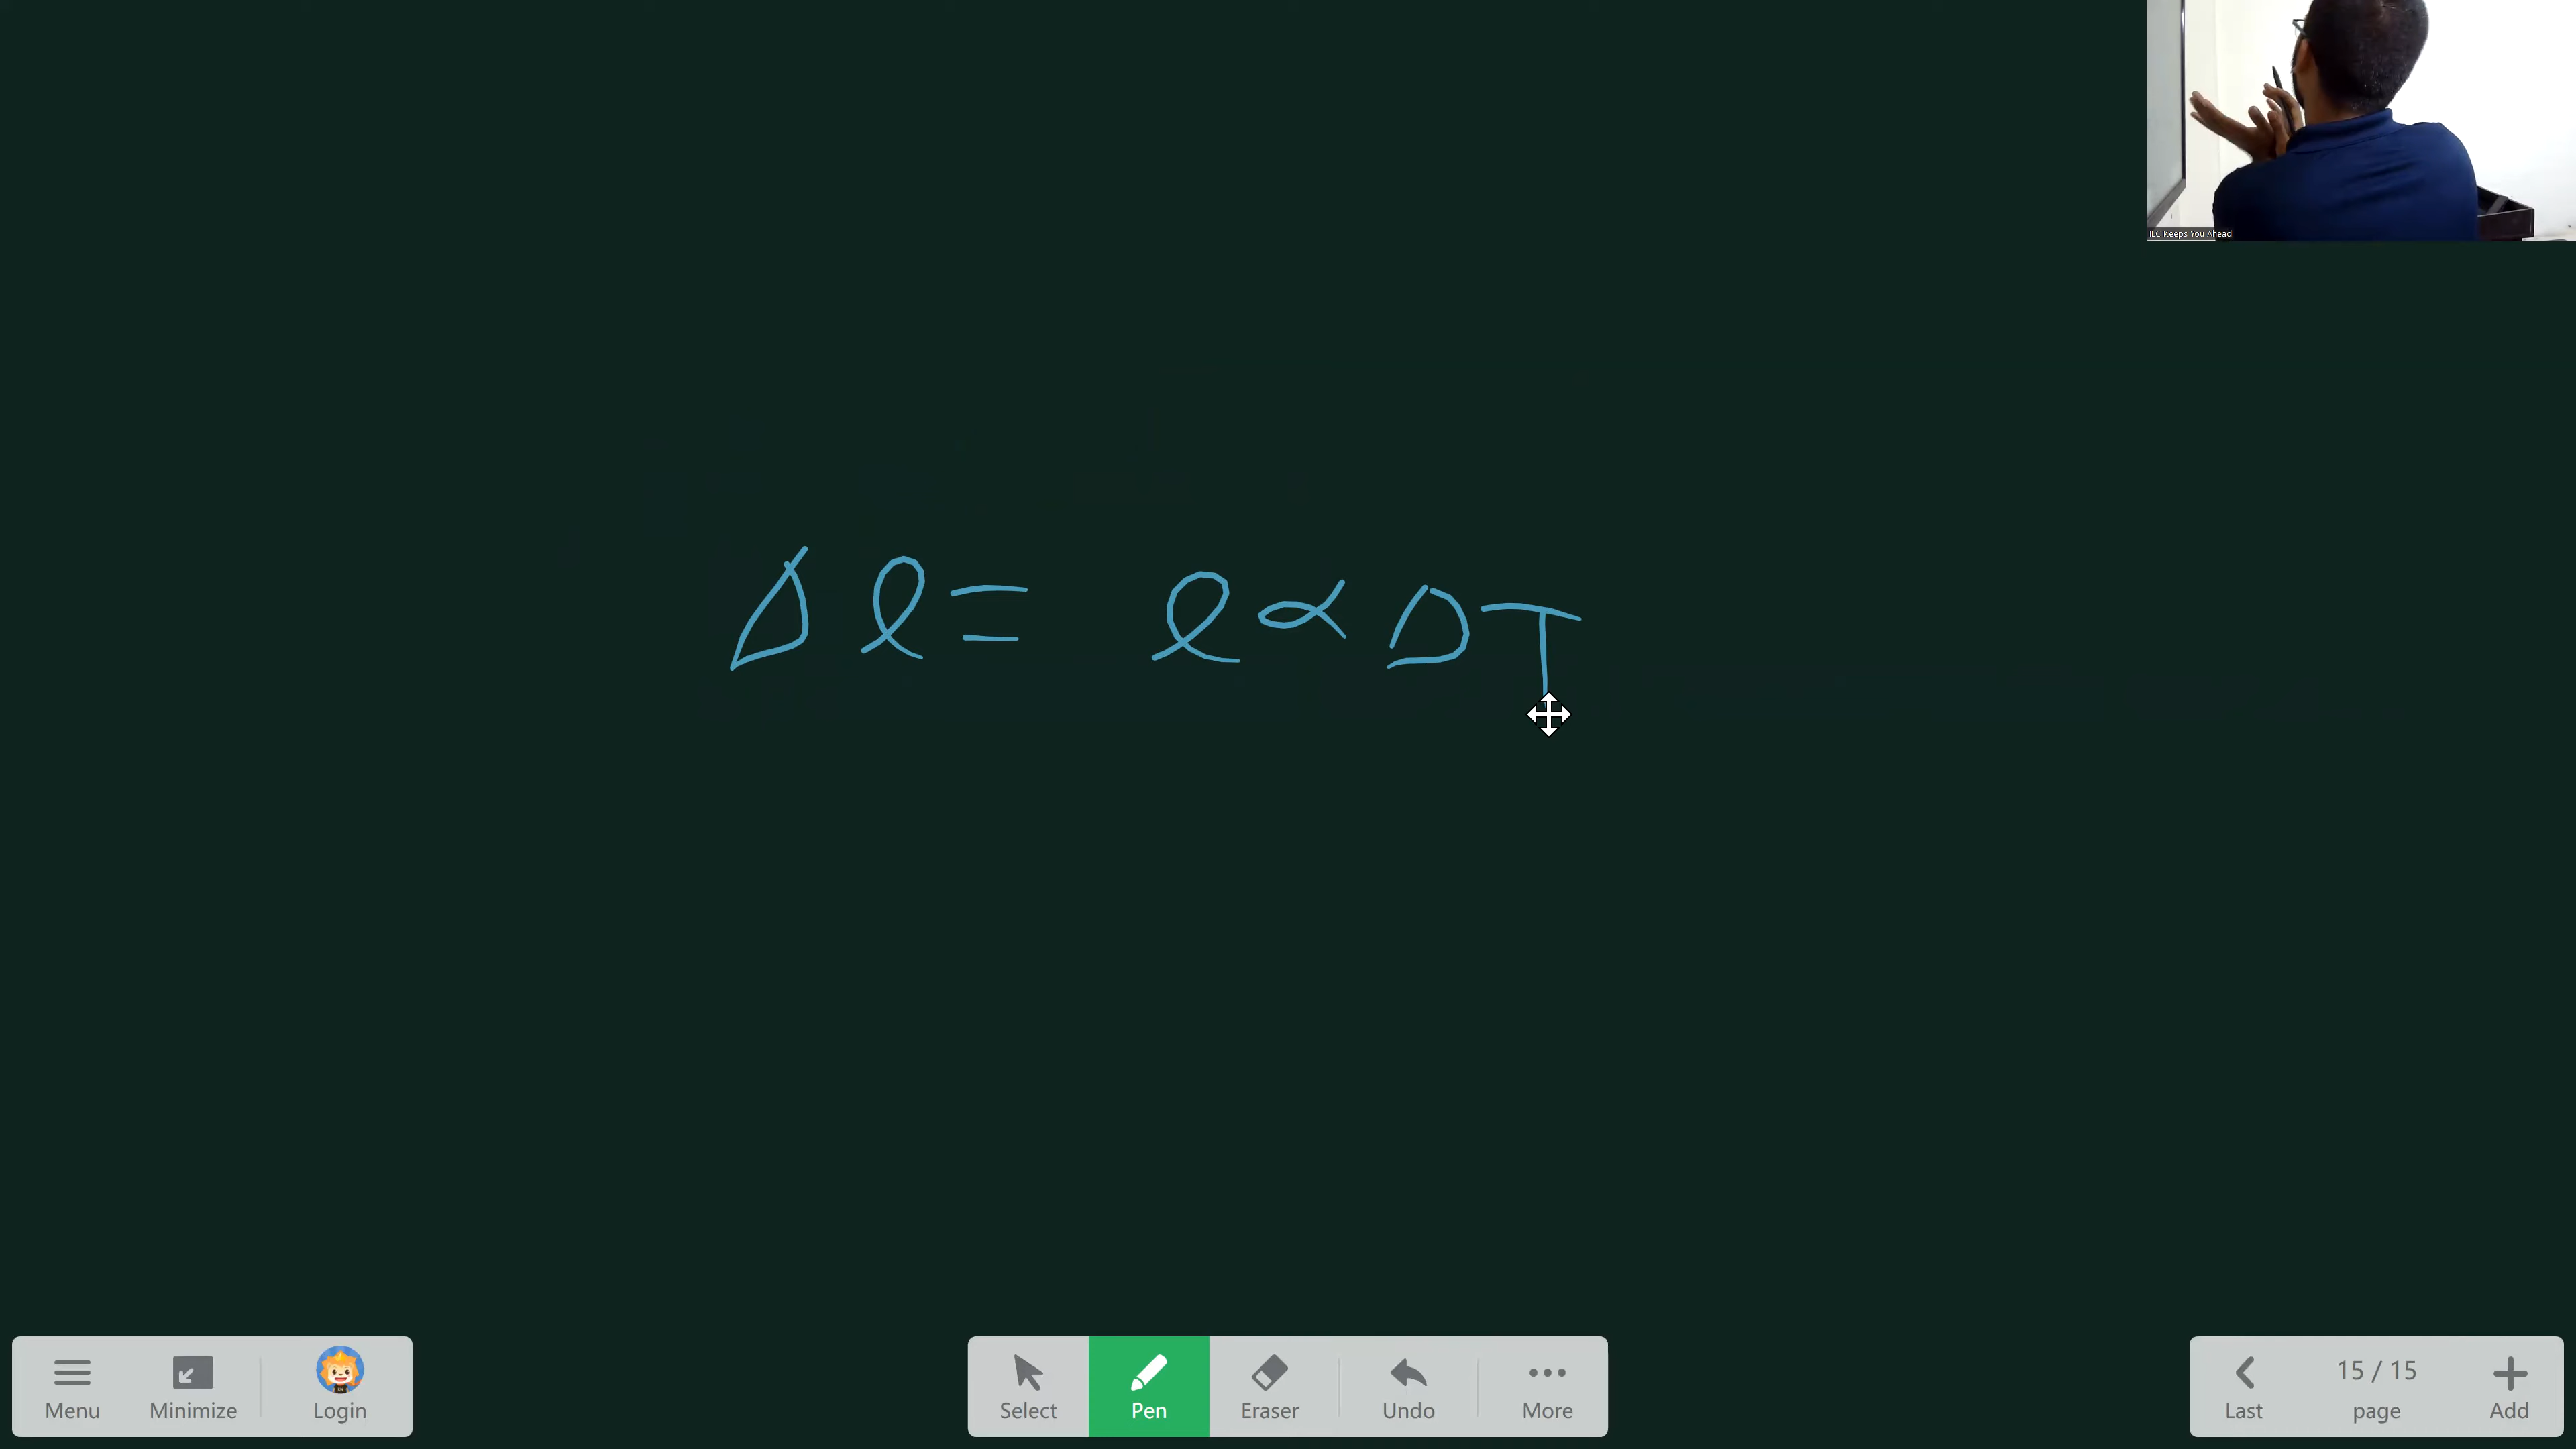 ILC Keeps You Ahead
Δl = lαΔT
Menu Minimize Login Select Pen Eraser Undo More Last 15 / 15 page Add